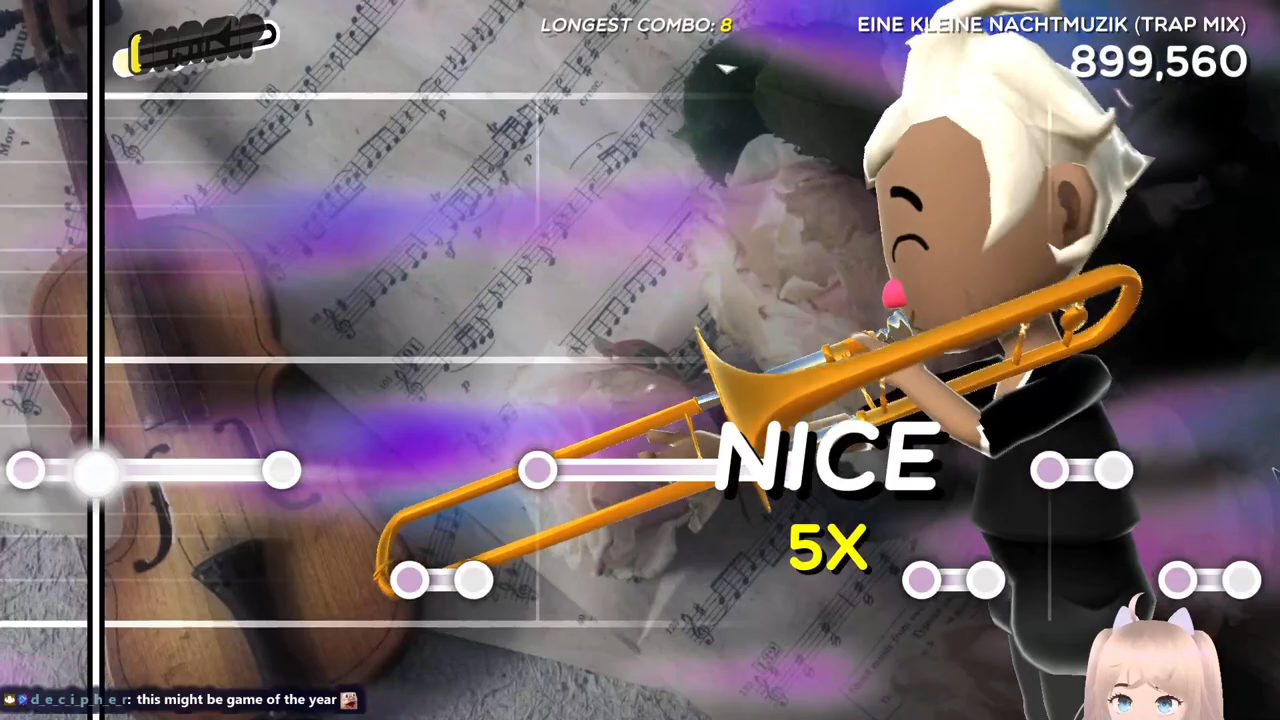 LONGEST COMBO: 8
EINE KLEINE NACHTMUZIK (TRAP MIX)
899,560
NICE
5X
d e c i p h e r: this might be game of the year